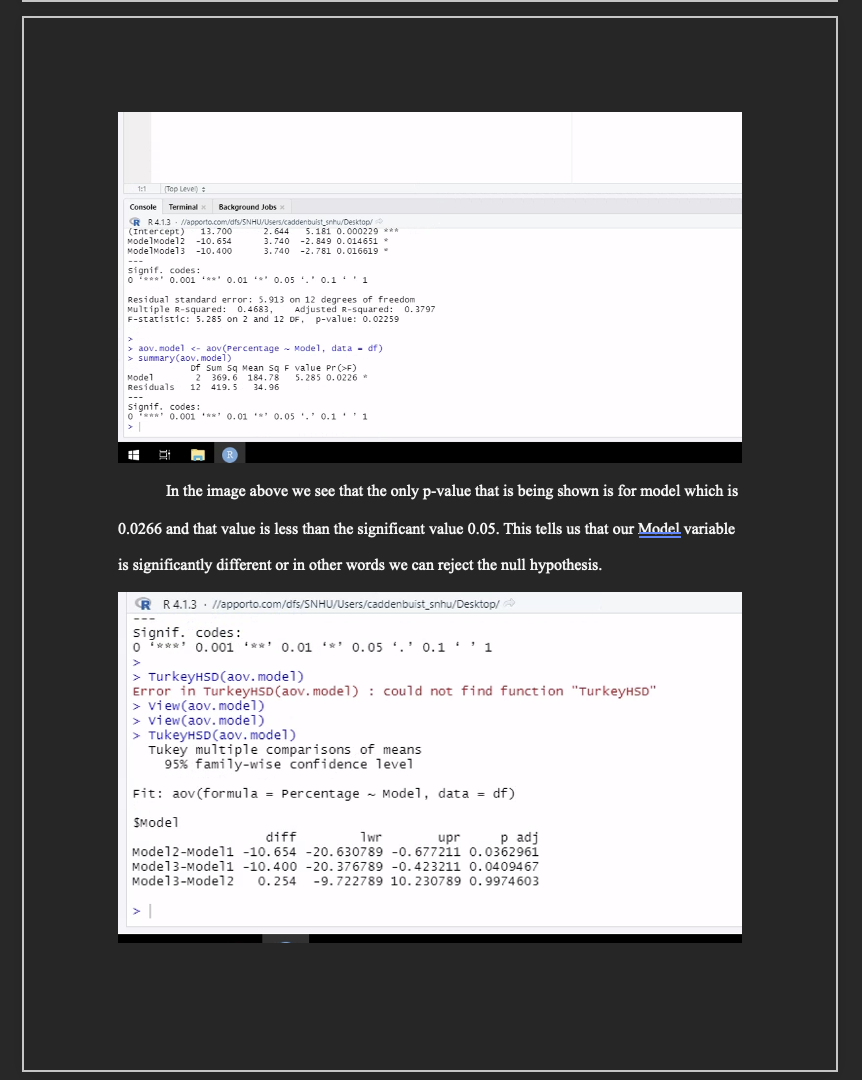 1:1 (Top Level)
Console Terminal × Background Jobs ×
R 4.1.3 · //apporto.com/dfs/SNHU/Users/caddenbuist_snhu/Desktop/
(Intercept) 13.700 2.644 5.181 0.000229 ***
ModelModel2 -10.654 3.740 -2.849 0.014651 *
ModelModel3 -10.400 3.740 -2.781 0.016619 *
---
Signif. codes:
0 ‘***’ 0.001 ‘**’ 0.01 ‘*’ 0.05 ‘.’ 0.1 ‘ ’ 1
Residual standard error: 5.913 on 12 degrees of freedom
Multiple R-squared: 0.4683, Adjusted R-squared: 0.3797
F-statistic: 5.285 on 2 and 12 DF, p-value: 0.02259
>
> aov.model <- aov(Percentage ~ Model, data = df)
> summary(aov.model)
Df Sum Sq Mean Sq F value Pr(>F)
Model 2 369.6 184.78 5.285 0.0226 *
Residuals 12 419.5 34.96
---
Signif. codes:
0 ‘***’ 0.001 ‘**’ 0.01 ‘*’ 0.05 ‘.’ 0.1 ‘ ’ 1
>
R
In the image above we see that the only p-value that is being shown is for model which is
0.0266 and that value is less than the significant value 0.05. This tells us that our Model variable
is significantly different or in other words we can reject the null hypothesis.
R 4.1.3 · //apporto.com/dfs/SNHU/Users/caddenbuist_snhu/Desktop/
---
Signif. codes:
0 ‘***’ 0.001 ‘**’ 0.01 ‘*’ 0.05 ‘.’ 0.1 ‘ ’ 1
>
> TurkeyHSD(aov.model)
Error in TurkeyHSD(aov.model) : could not find function "TurkeyHSD"
> View(aov.model)
> View(aov.model)
> TukeyHSD(aov.model)
Tukey multiple comparisons of means
95% family-wise confidence level
Fit: aov(formula = Percentage ~ Model, data = df)
$Model
diff lwr upr p adj
Model2-Model1 -10.654 -20.630789 -0.677211 0.0362961
Model3-Model1 -10.400 -20.376789 -0.423211 0.0409467
Model3-Model2 0.254 -9.722789 10.230789 0.9974603
>